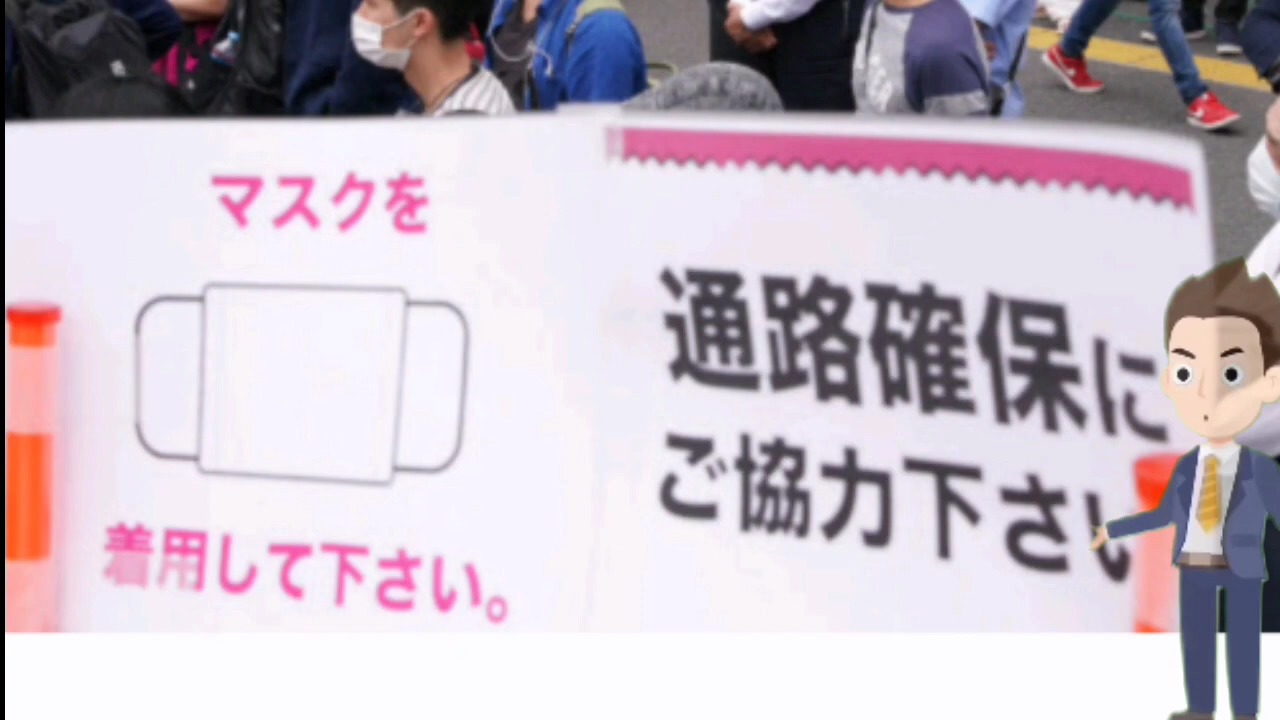 マスクを
着用して下さい。
通路確保に
ご協力下さい